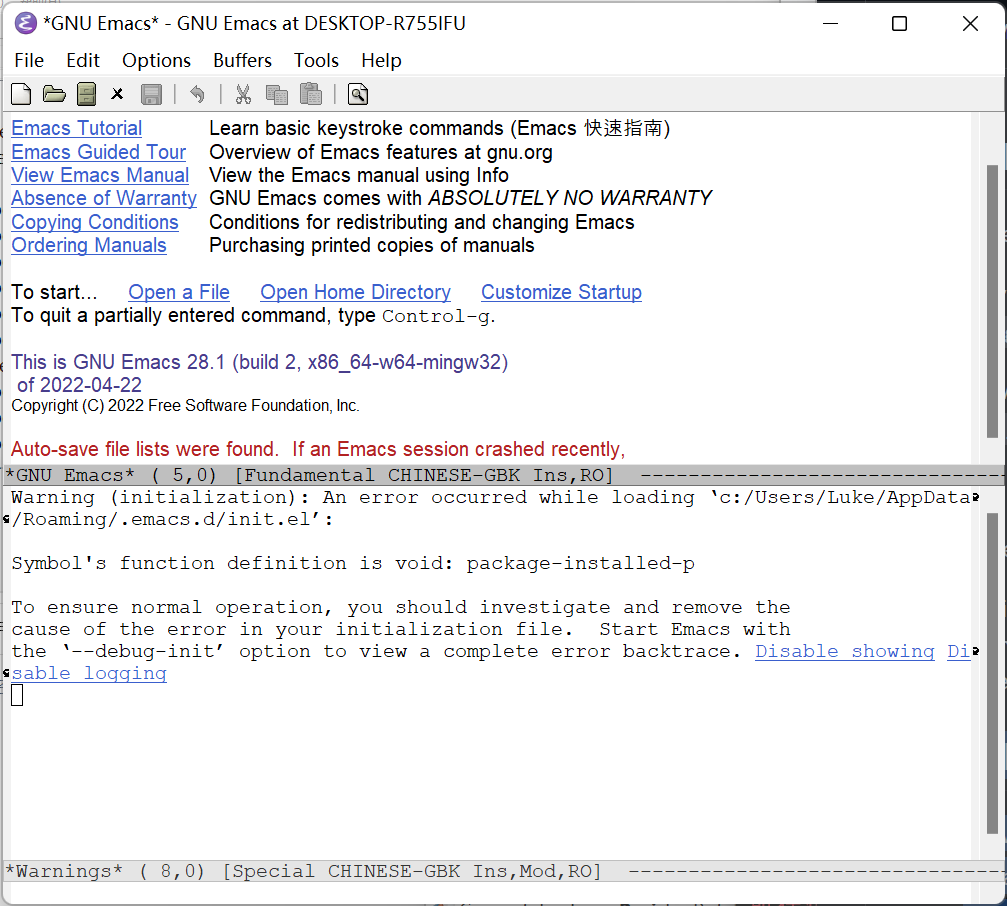 *GNU Emacs* - GNU Emacs at DESKTOP-R755IFU
File Edit Options Buffers Tools Help
Emacs Tutorial Learn basic keystroke commands (Emacs 快速指南)
Emacs Guided Tour Overview of Emacs features at gnu.org
View Emacs Manual View the Emacs manual using Info
Absence of Warranty GNU Emacs comes with ABSOLUTELY NO WARRANTY
Copying Conditions Conditions for redistributing and changing Emacs
Ordering Manuals Purchasing printed copies of manuals
To start... Open a File Open Home Directory Customize Startup
To quit a partially entered command, type Control-g.
This is GNU Emacs 28.1 (build 2, x86_64-w64-mingw32)
of 2022-04-22
Copyright (C) 2022 Free Software Foundation, Inc.
Auto-save file lists were found. If an Emacs session crashed recently,
*GNU Emacs* ( 5,0) [Fundamental CHINESE-GBK Ins,RO] -------------------------------
Warning (initialization): An error occurred while loading ‘c:/Users/Luke/AppData
/Roaming/.emacs.d/init.el’:
Symbol's function definition is void: package-installed-p
To ensure normal operation, you should investigate and remove the
cause of the error in your initialization file. Start Emacs with
the ‘--debug-init’ option to view a complete error backtrace. Disable showing Di
sable logging
*Warnings* ( 8,0) [Special CHINESE-GBK Ins,Mod,RO] --------------------------------